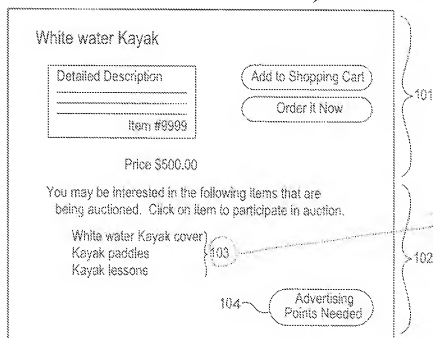 White water Kayak
Detailed Description
Item #9999
Add to Shopping Cart
Order it Now
101
Price $500.00
You may be interested in the following items that are
being auctioned. Click on item to participate in auction.
White water Kayak cover
Kayak paddles
Kayak lessons
103
102
104
Advertising
Points Needed